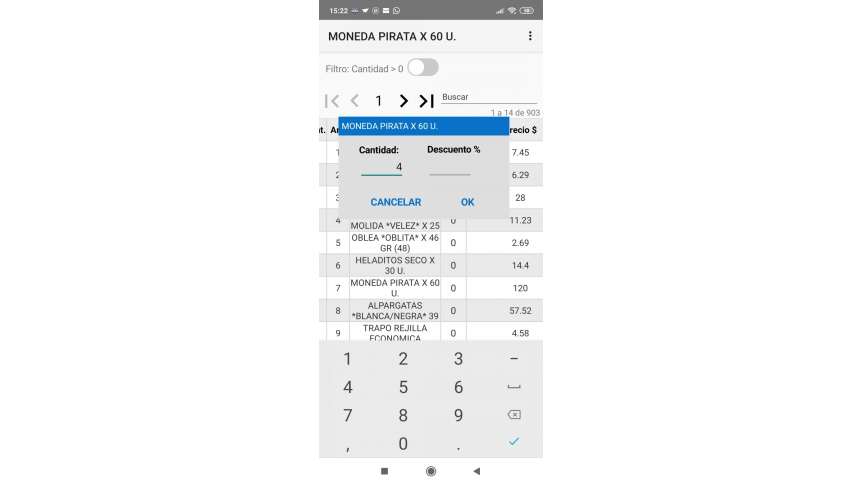 15:22
58
MONEDA PIRATA X 60 U.
Filtro: Cantidad > 0
1
Buscar
1 a 14 de 903
t. Ar recio $
MONEDA PIRATA X 60 U.
Cantidad: Descuento %
4
CANCELAR OK
1 7.45
2 6.29
3 28
4 MOLIDA *VELEZ* X 25 0 11.23
5 OBLEA *OBLITA* X 46 GR (48) 0 2.69
6 HELADITOS SECO X 30 U. 0 14.4
7 MONEDA PIRATA X 60 U. 0 120
8 ALPARGATAS *BLANCA/NEGRA* 39 0 57.52
9 TRAPO REJILLA ECONOMICA 0 4.58
1 2 3 −
4 5 6
7 8 9
, 0 .